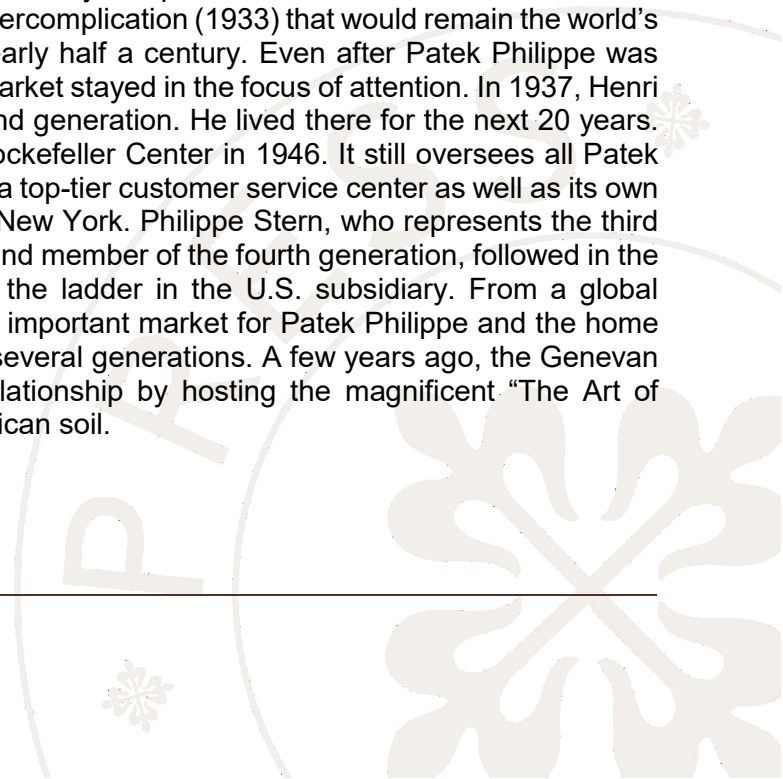 ercomplication (1933) that would remain the world’s
early half a century. Even after Patek Philippe was
arket stayed in the focus of attention. In 1937, Henri
nd generation. He lived there for the next 20 years.
ockefeller Center in 1946. It still oversees all Patek
a top-tier customer service center as well as its own
New York. Philippe Stern, who represents the third
nd member of the fourth generation, followed in the
the ladder in the U.S. subsidiary. From a global
important market for Patek Philippe and the home
several generations. A few years ago, the Genevan
lationship by hosting the magnificent “The Art of
ican soil.
PRESS